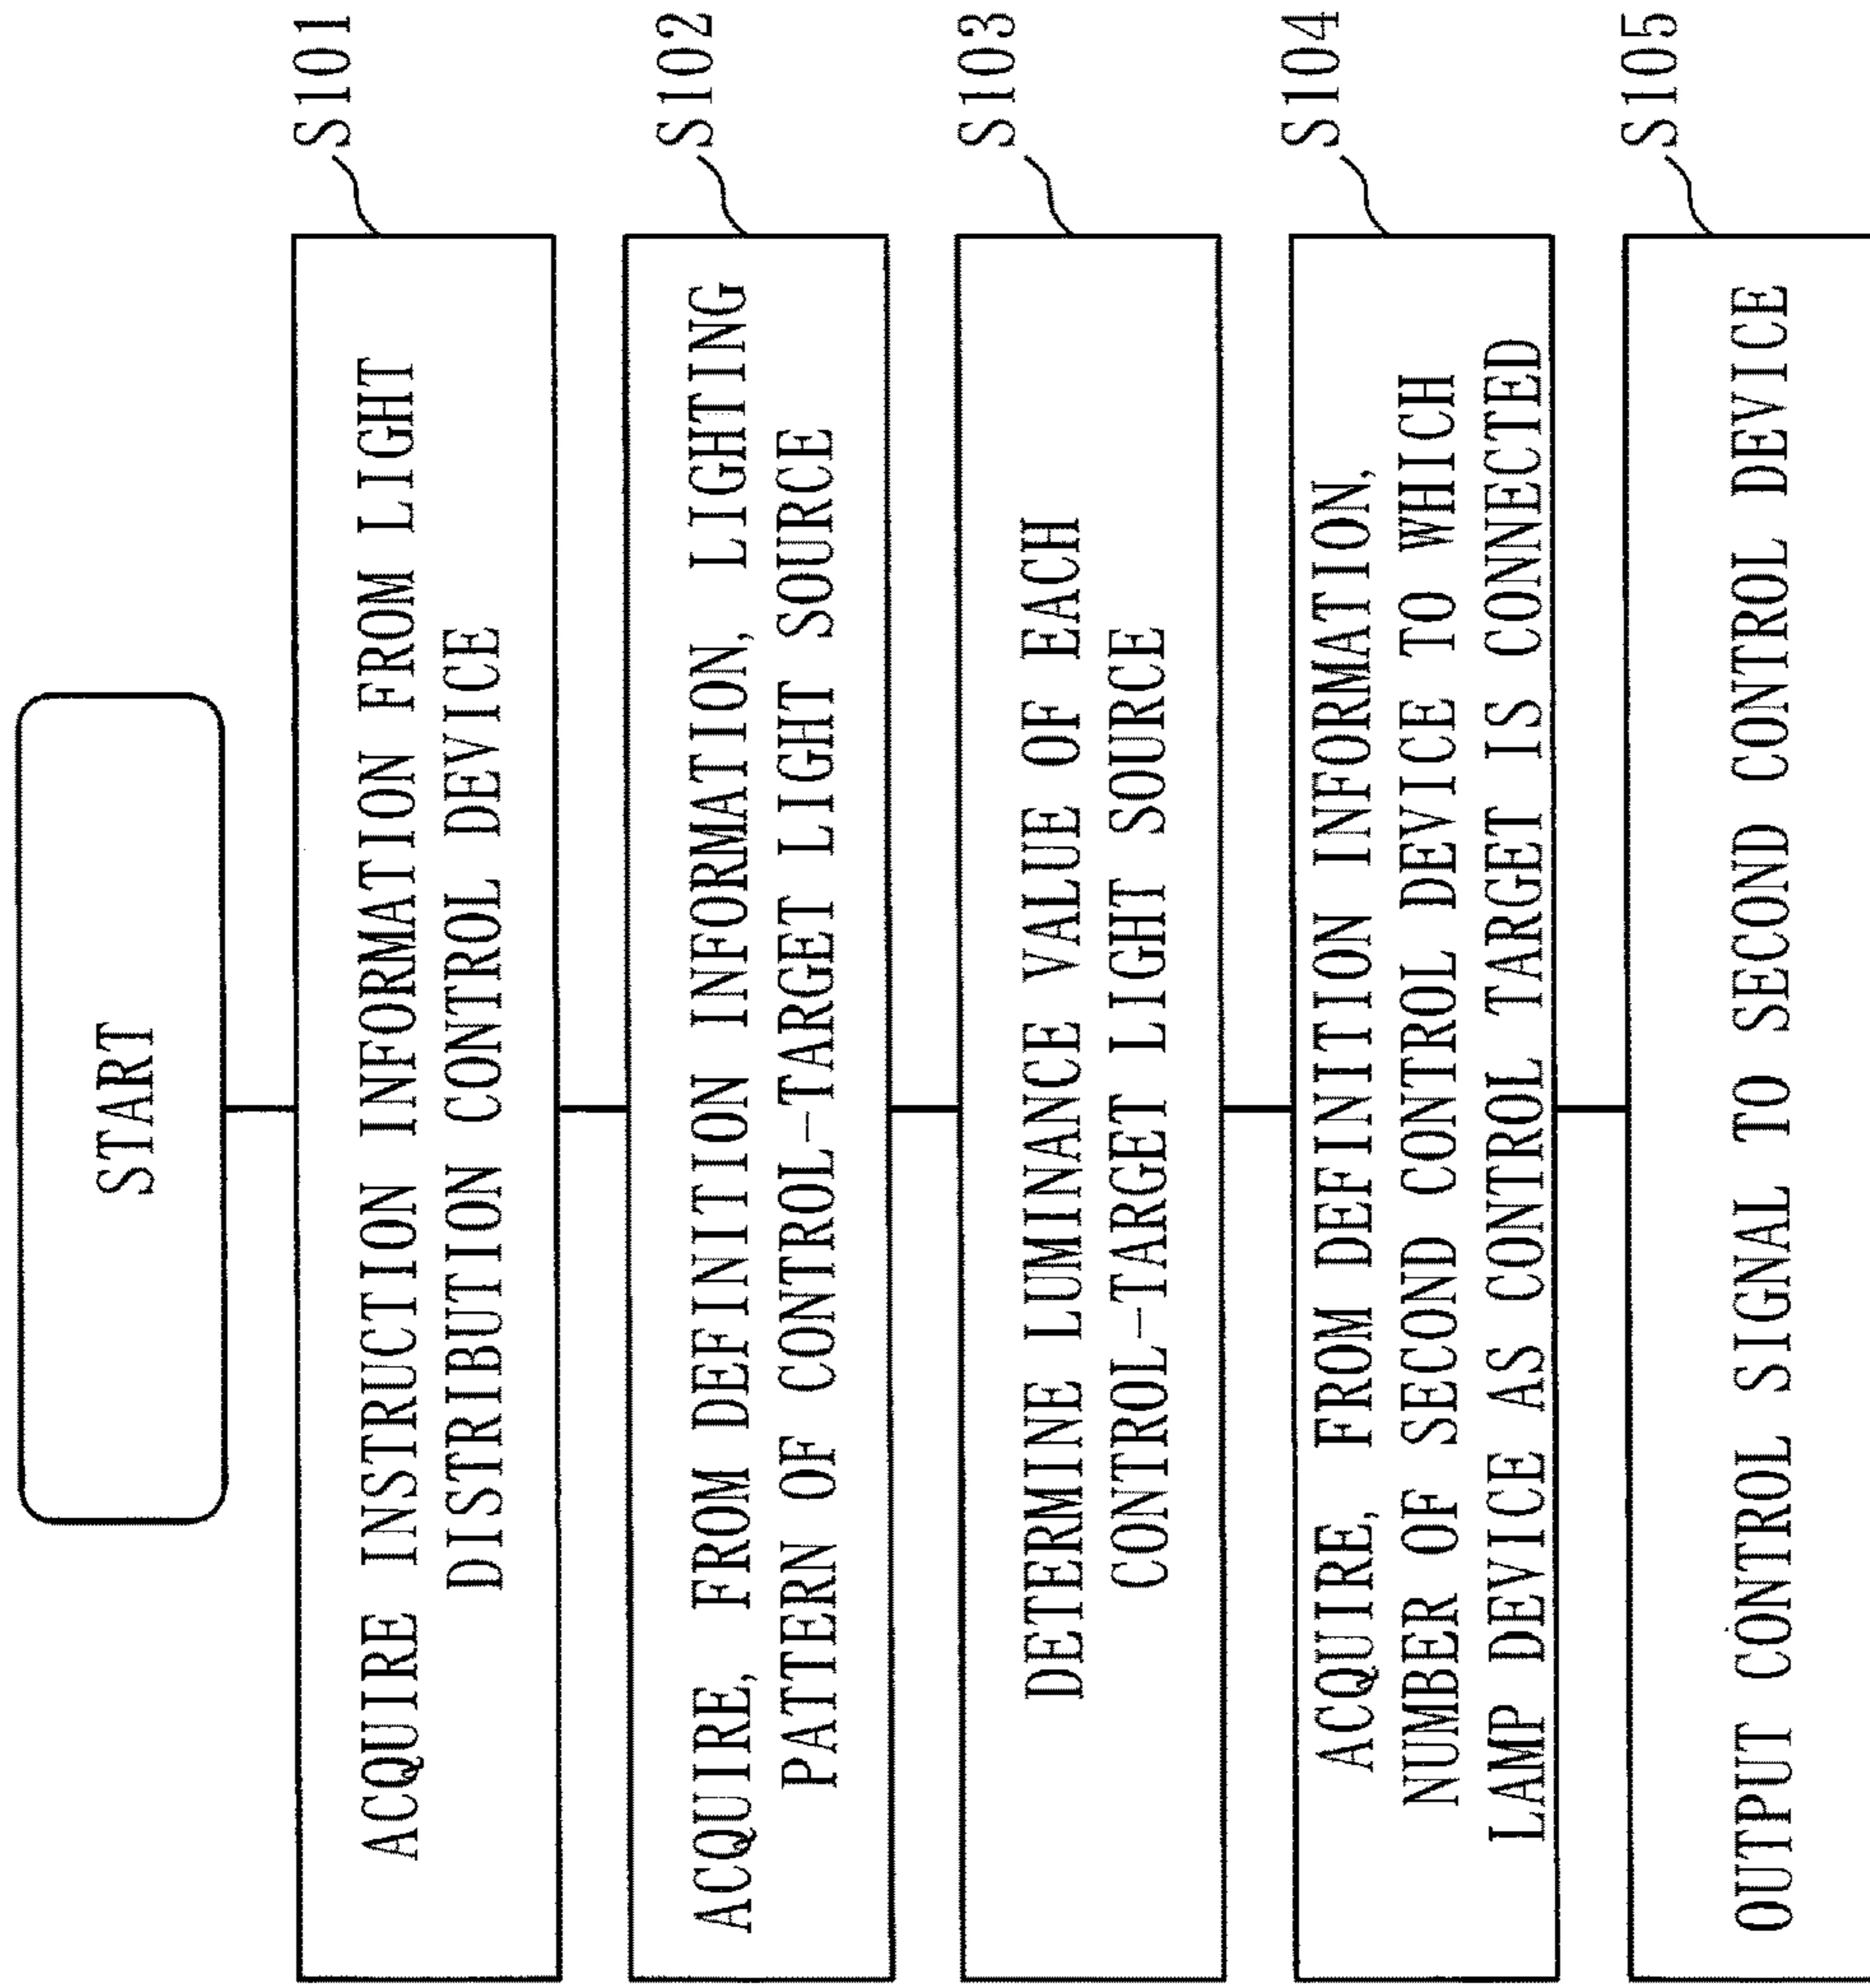 START
S101
ACQUIRE INSTRUCTION INFORMATION FROM LIGHT
DISTRIBUTION CONTROL DEVICE
S102
ACQUIRE, FROM DEFINITION INFORMATION, LIGHTING
PATTERN OF CONTROL-TARGET LIGHT SOURCE
S103
DETERMINE LUMINANCE VALUE OF EACH
CONTROL-TARGET LIGHT SOURCE
S104
ACQUIRE, FROM DEFINITION INFORMATION,
NUMBER OF SECOND CONTROL DEVICE TO WHICH
LAMP DEVICE AS CONTROL TARGET IS CONNECTED
S105
OUTPUT CONTROL SIGNAL TO SECOND CONTROL DEVICE